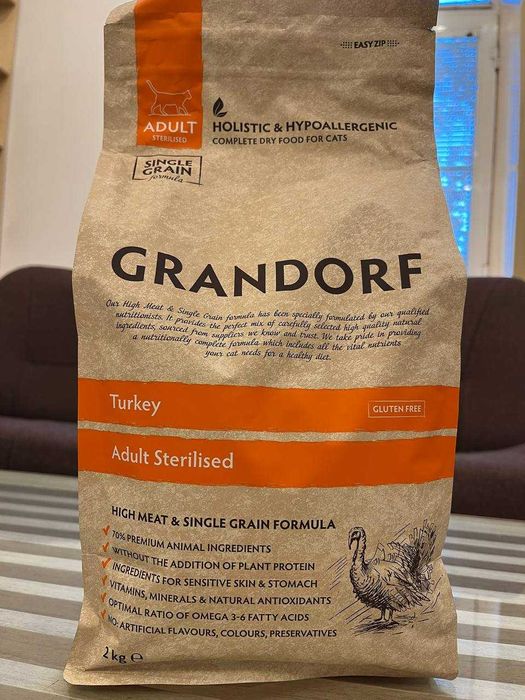 EASY ZIP
ADULT
STERILISED
HOLISTIC & HYPOALLERGENIC
COMPLETE DRY FOOD FOR CATS
SINGLE
GRAIN
formula
GRANDORF
Our High Meat & Single Grain formula has been specially formulated by our qualified
nutritionists. It provides the perfect mix of carefully selected high quality natural
ingredients, sourced from suppliers we know and trust. We take pride in providing
a nutritionally complete formula which includes all the vital nutrients
your cat needs for a healthy diet.
Turkey
GLUTEN FREE
Adult Sterilised
HIGH MEAT & SINGLE GRAIN FORMULA
70% PREMIUM ANIMAL INGREDIENTS
WITHOUT THE ADDITION OF PLANT PROTEIN
INGREDIENTS FOR SENSITIVE SKIN & STOMACH
VITAMINS, MINERALS & NATURAL ANTIOXIDANTS
OPTIMAL RATIO OF OMEGA 3-6 FATTY ACIDS
NO: ARTIFICIAL FLAVOURS, COLOURS, PRESERVATIVES
2 kg ℮